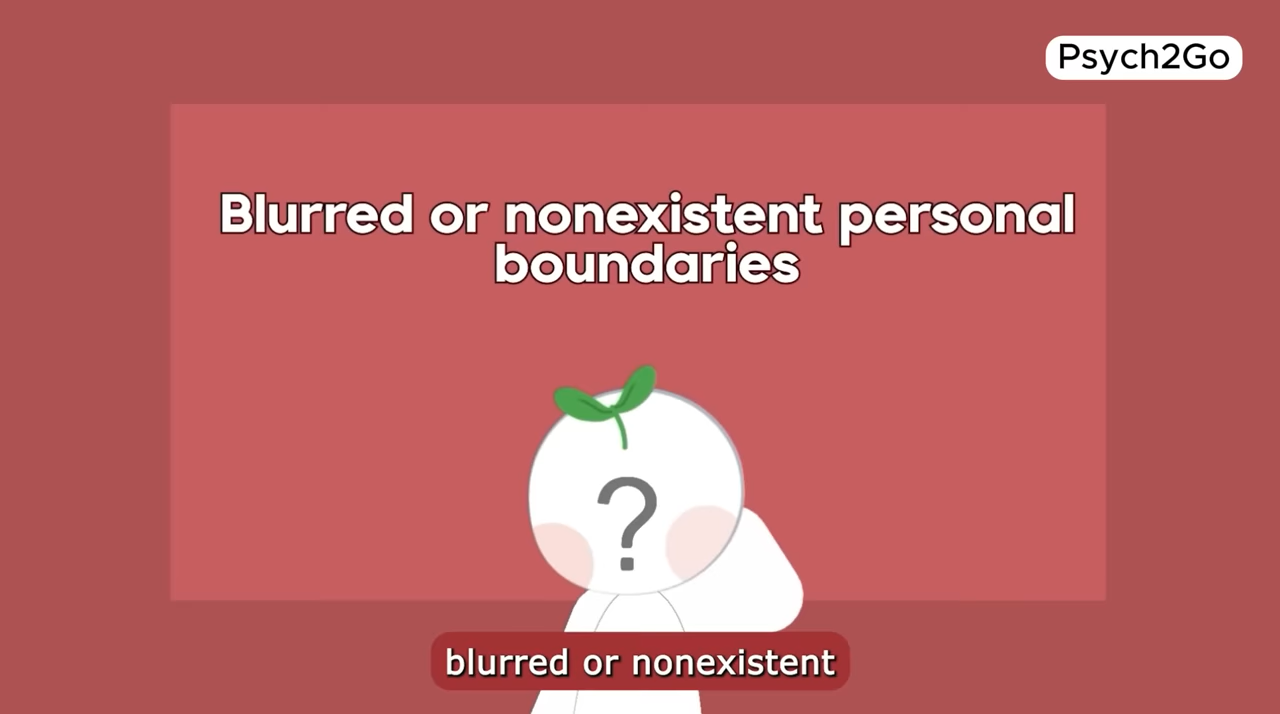 Psych2Go
Blurred or nonexistent personal
boundaries
?
blurred or nonexistent